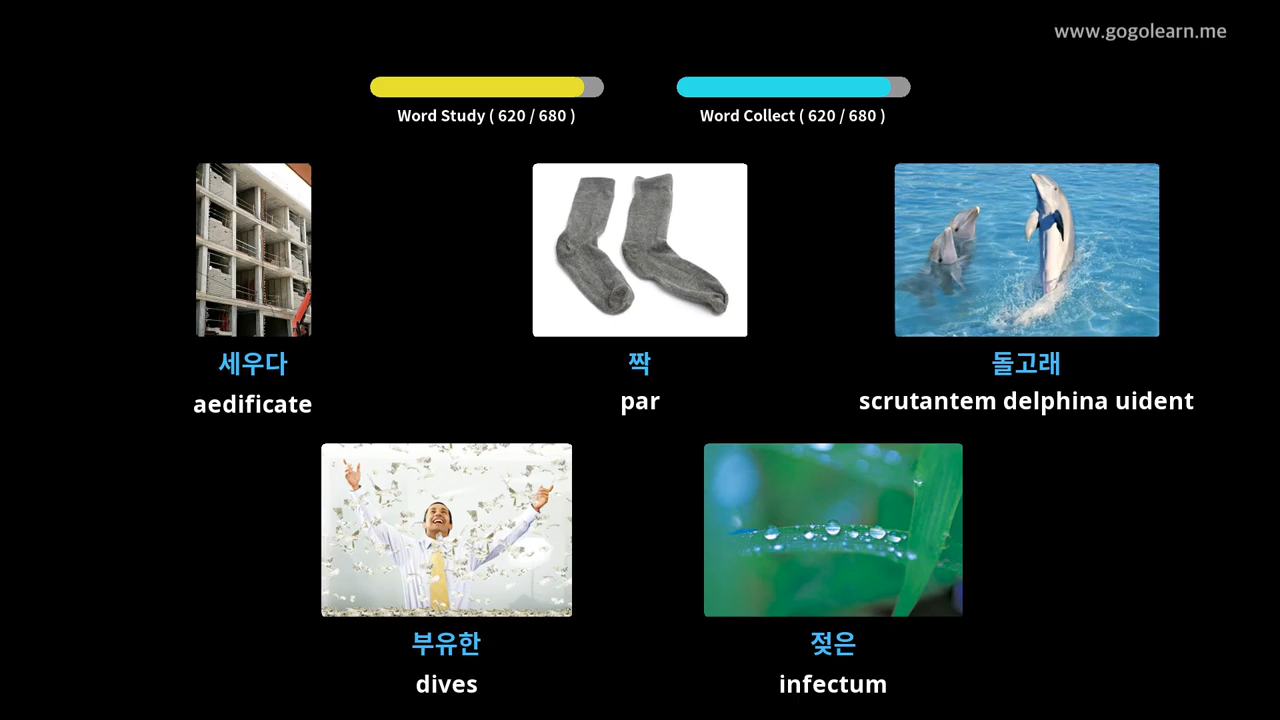 www.gogolearn.me
Word Study ( 620 / 680 )
Word Collect ( 620 / 680 )
세우다
aedificate
짝
par
돌고래
scrutantem delphina uident
부유한
dives
젖은
infectum